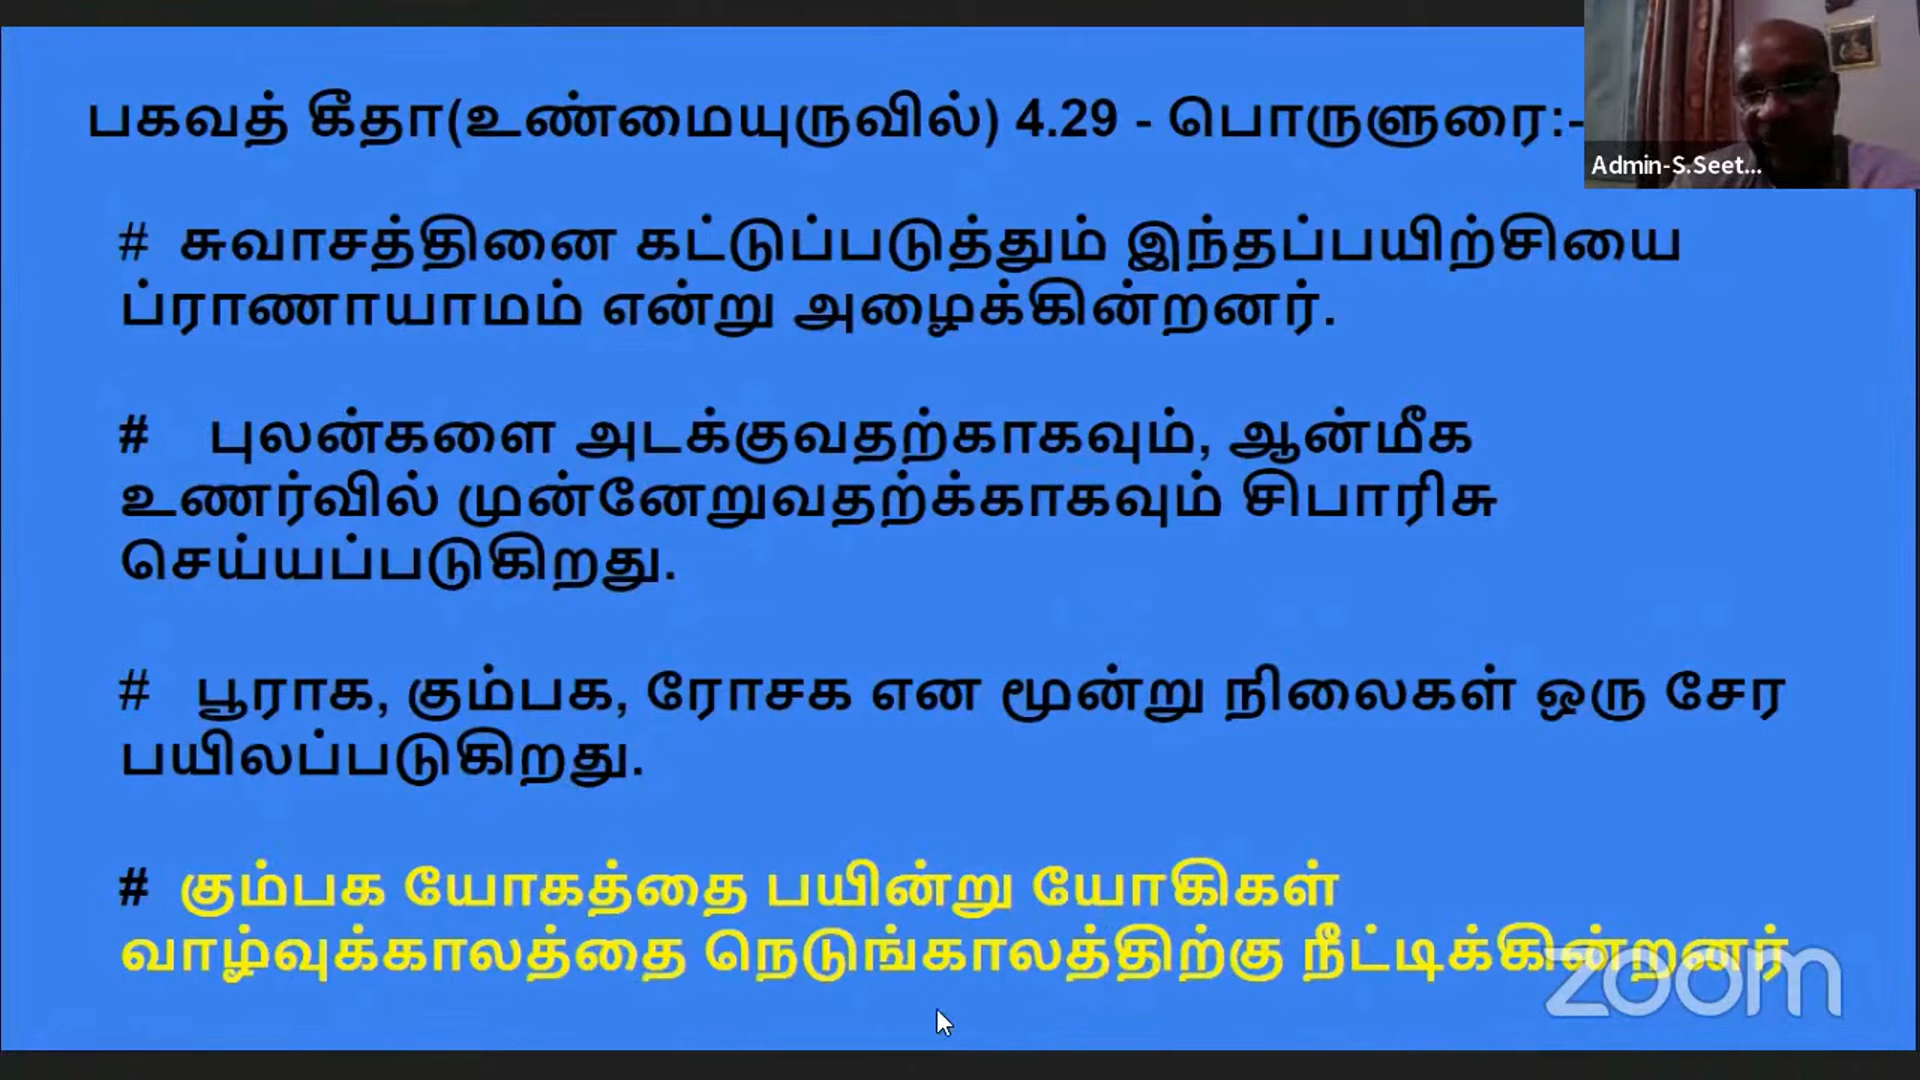 பகவத் கீதா(உண்மையுருவில்) 4.29 - பொருளுரை:-
Admin-S.Seet...
# சுவாசத்தினை கட்டுப்படுத்தும் இந்தப்பயிற்சியை
ப்ராணாயாமம் என்று அழைக்கின்றனர்.
# புலன்களை அடக்குவதற்காகவும், ஆன்மீக
உணர்வில் முன்னேறுவதற்க்காகவும் சிபாரிசு
செய்யப்படுகிறது.
# பூராக, கும்பக, ரோசக என மூன்று நிலைகள் ஒரு சேர
பயிலப்படுகிறது.
# கும்பக யோகத்தை பயின்று யோகிகள்
வாழ்வுக்காலத்தை நெடுங்காலத்திற்கு நீட்டிக்கின்றனர்
zoom